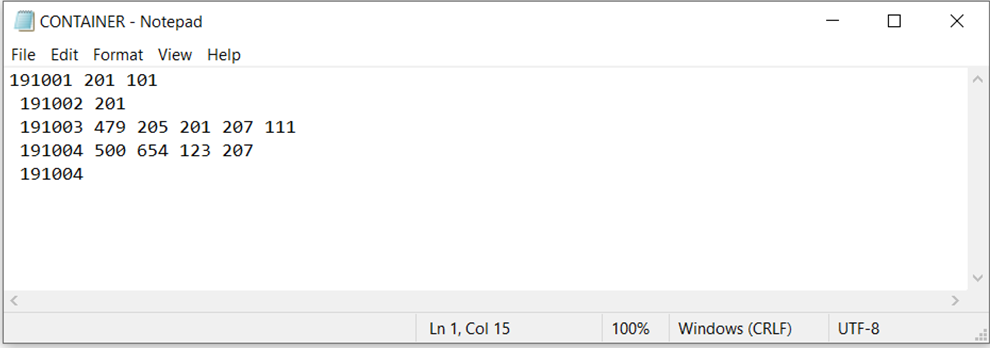 CONTAINER - Notepad
File Edit Format View Help
191001 201 101
191002 201
191003 479 205 201 207 111
191004 500 654 123 207
191004
Ln 1, Col 15 100% Windows (CRLF) UTF-8